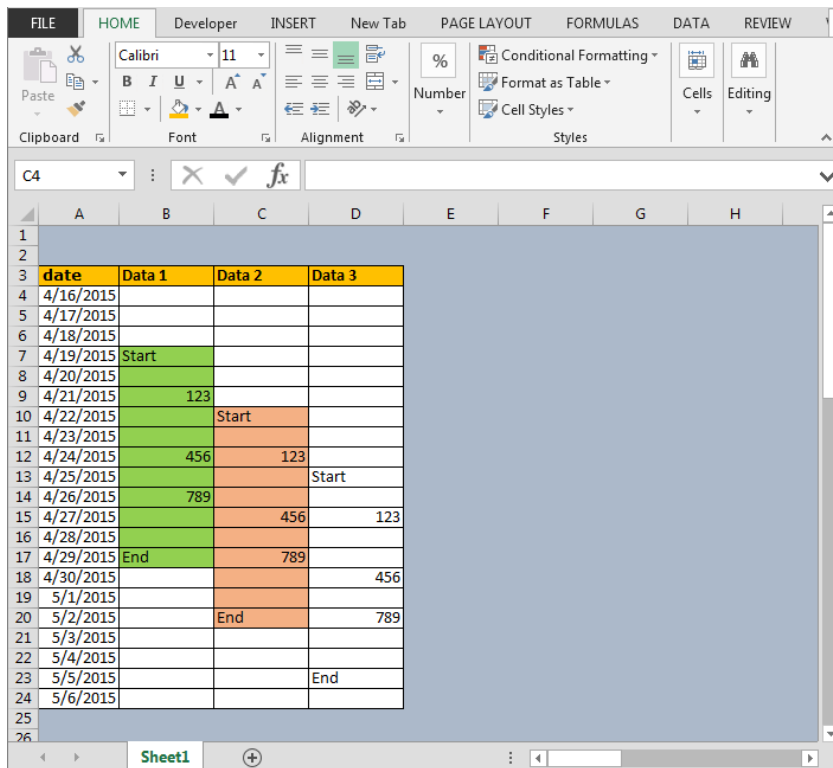 FILE HOME Developer INSERT New Tab PAGE LAYOUT FORMULAS DATA REVIEW
Calibri 11 % Conditional Formatting
Paste B I U A A Number Format as Table Cells Editing
A Cell Styles
Clipboard Font Alignment Styles
C4 fx
A B C D E F G H
1
2
3 date Data 1 Data 2 Data 3
4 4/16/2015
5 4/17/2015
6 4/18/2015
7 4/19/2015 Start
8 4/20/2015
9 4/21/2015 123
10 4/22/2015 Start
11 4/23/2015
12 4/24/2015 456 123
13 4/25/2015 Start
14 4/26/2015 789
15 4/27/2015 456 123
16 4/28/2015
17 4/29/2015 End 789
18 4/30/2015 456
19 5/1/2015
20 5/2/2015 End 789
21 5/3/2015
22 5/4/2015
23 5/5/2015 End
24 5/6/2015
25
26
Sheet1